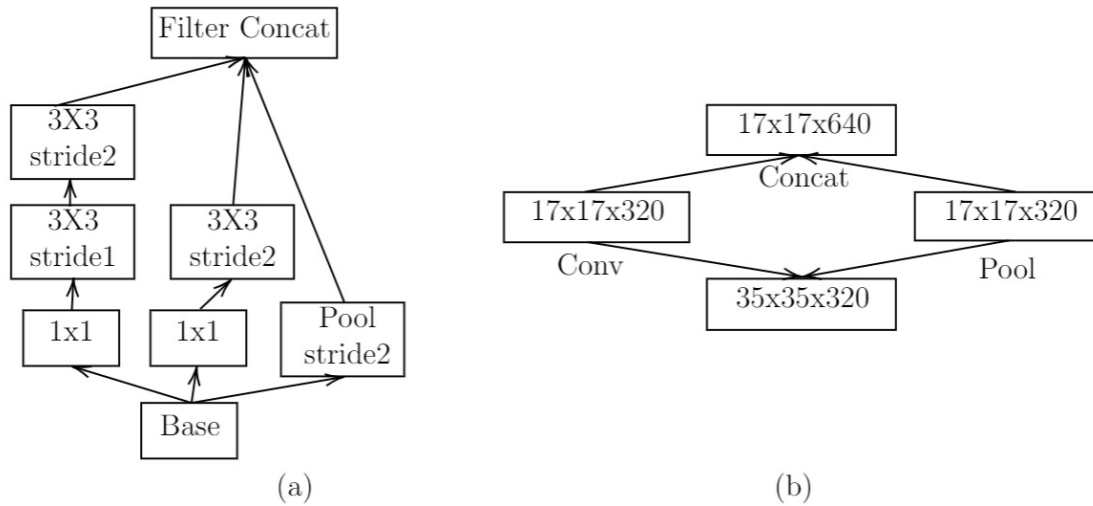 Filter Concat
3X3
stride2
3X3
stride1
3X3
stride2
1x1
1x1
Pool
stride2
Base
(a)
17x17x640
Concat
17x17x320
17x17x320
Conv
Pool
35x35x320
(b)